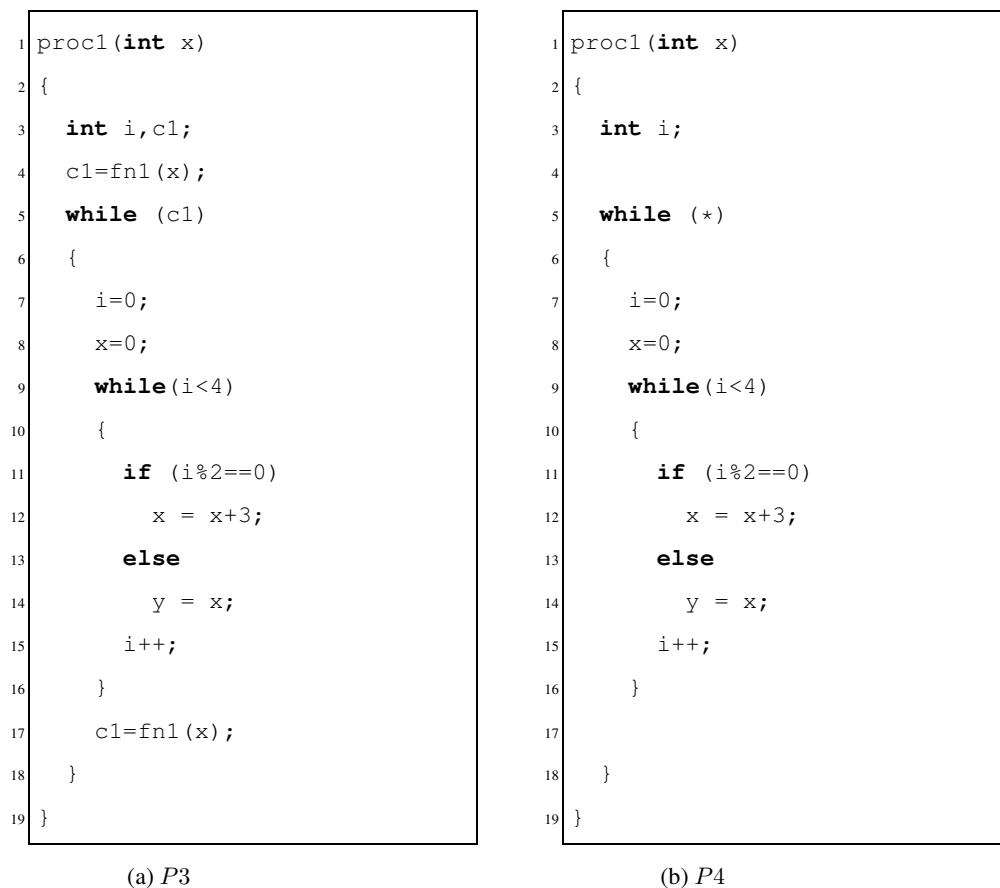 1 proc1(int x)
2 {
3 int i,c1;
4 c1=fn1(x);
5 while (c1)
6 {
7 i=0;
8 x=0;
9 while(i<4)
10 {
11 if (i%2==0)
12 x = x+3;
13 else
14 y = x;
15 i++;
16 }
17 c1=fn1(x);
18 }
19 }
(a) P3
1 proc1(int x)
2 {
3 int i;
4
5 while (*)
6 {
7 i=0;
8 x=0;
9 while(i<4)
10 {
11 if (i%2==0)
12 x = x+3;
13 else
14 y = x;
15 i++;
16 }
17
18 }
19 }
(b) P4